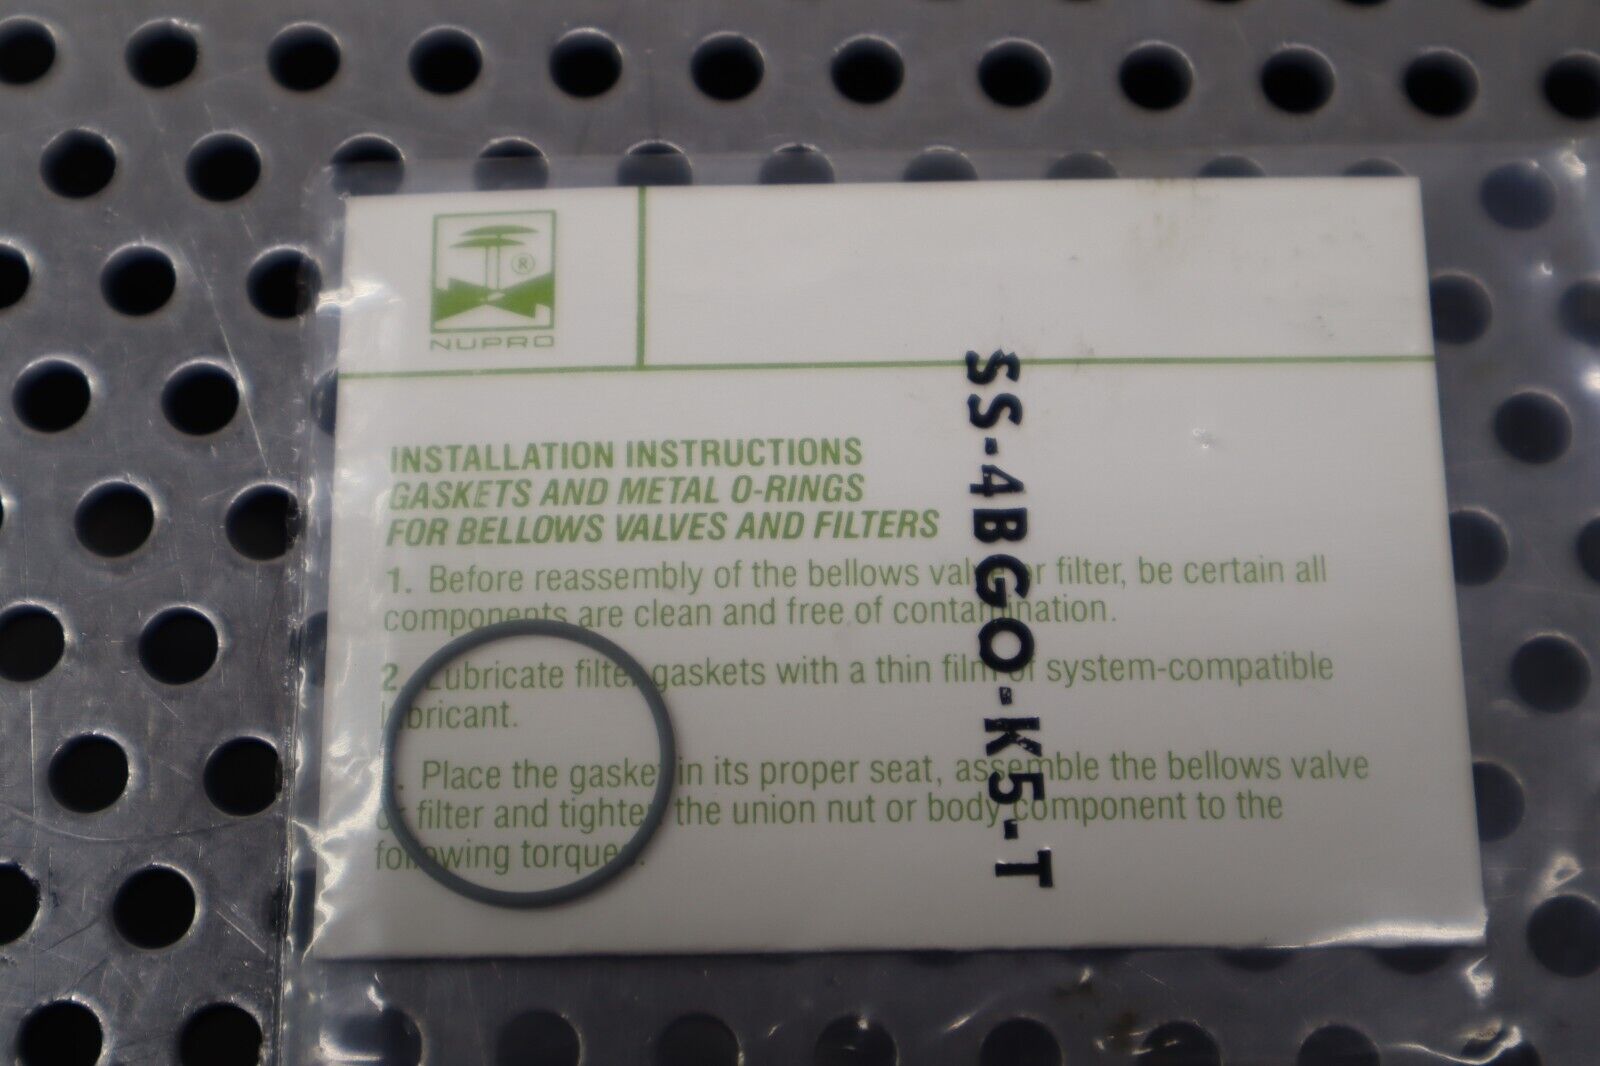 ®
NUPRO
INSTALLATION INSTRUCTIONS
GASKETS AND METAL O-RINGS
FOR BELLOWS VALVES AND FILTERS
1. Before reassembly of the bellows valve or filter, be certain all
components are clean and free of contamination.
2. Lubricate filter gaskets with a thin film of system-compatible
lubricant.
. Place the gasket in its proper seat, assemble the bellows valve
or filter and tighten the union nut or body component to the
following torques.
SS-4BGO-K5-T